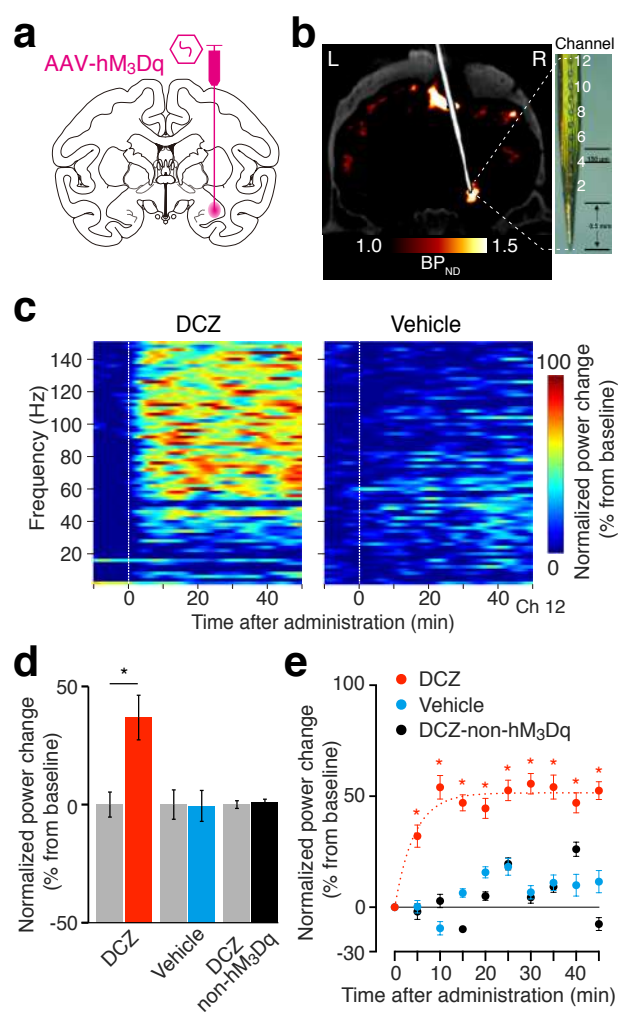 a
AAV-hM3Dq
b
L
R
Channel
12
10
8
6
4
2
0.5 mm
1.0
1.5
BPND
c
DCZ
Vehicle
Frequency (Hz)
140
120
100
80
60
40
20
0 20 40
0 20 40
Ch 12
Time after administration (min)
100
0
Normalized power change
(% from baseline)
d
Normalized power change
(% from baseline)
50
0
-50
*
DCZ
Vehicle
DCZ
non-hM3Dq
e
DCZ
Vehicle
DCZ-non-hM3Dq
Normalized power change
(% from baseline)
100
50
0
-30
* * * * * * * * *
0 10 20 30 40
Time after administration (min)